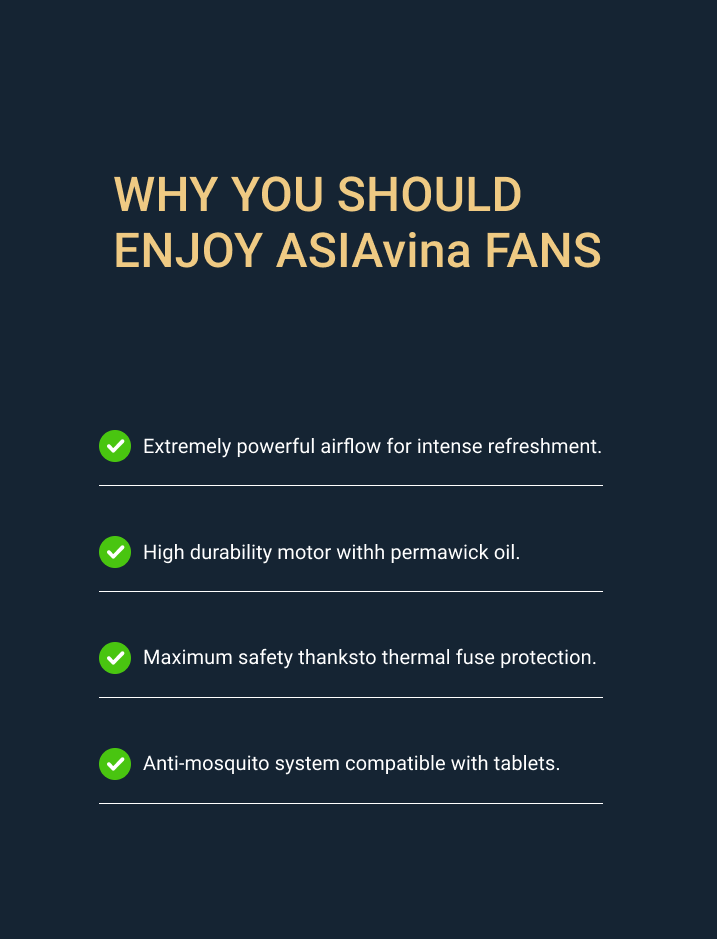 WHY YOU SHOULD
ENJOY ASIAvina FANS
Extremely powerful airflow for intense refreshment.
High durability motor withh permawick oil.
Maximum safety thanksto thermal fuse protection.
Anti-mosquito system compatible with tablets.